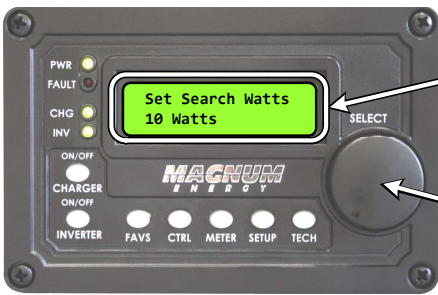 PWR
FAULT
CHG
INV
Set Search Watts
10 Watts
SELECT
ON/OFF
CHARGER
ON/OFF
INVERTER
MAGNUM
ENERGY
FAVS CTRL METER SETUP TECH